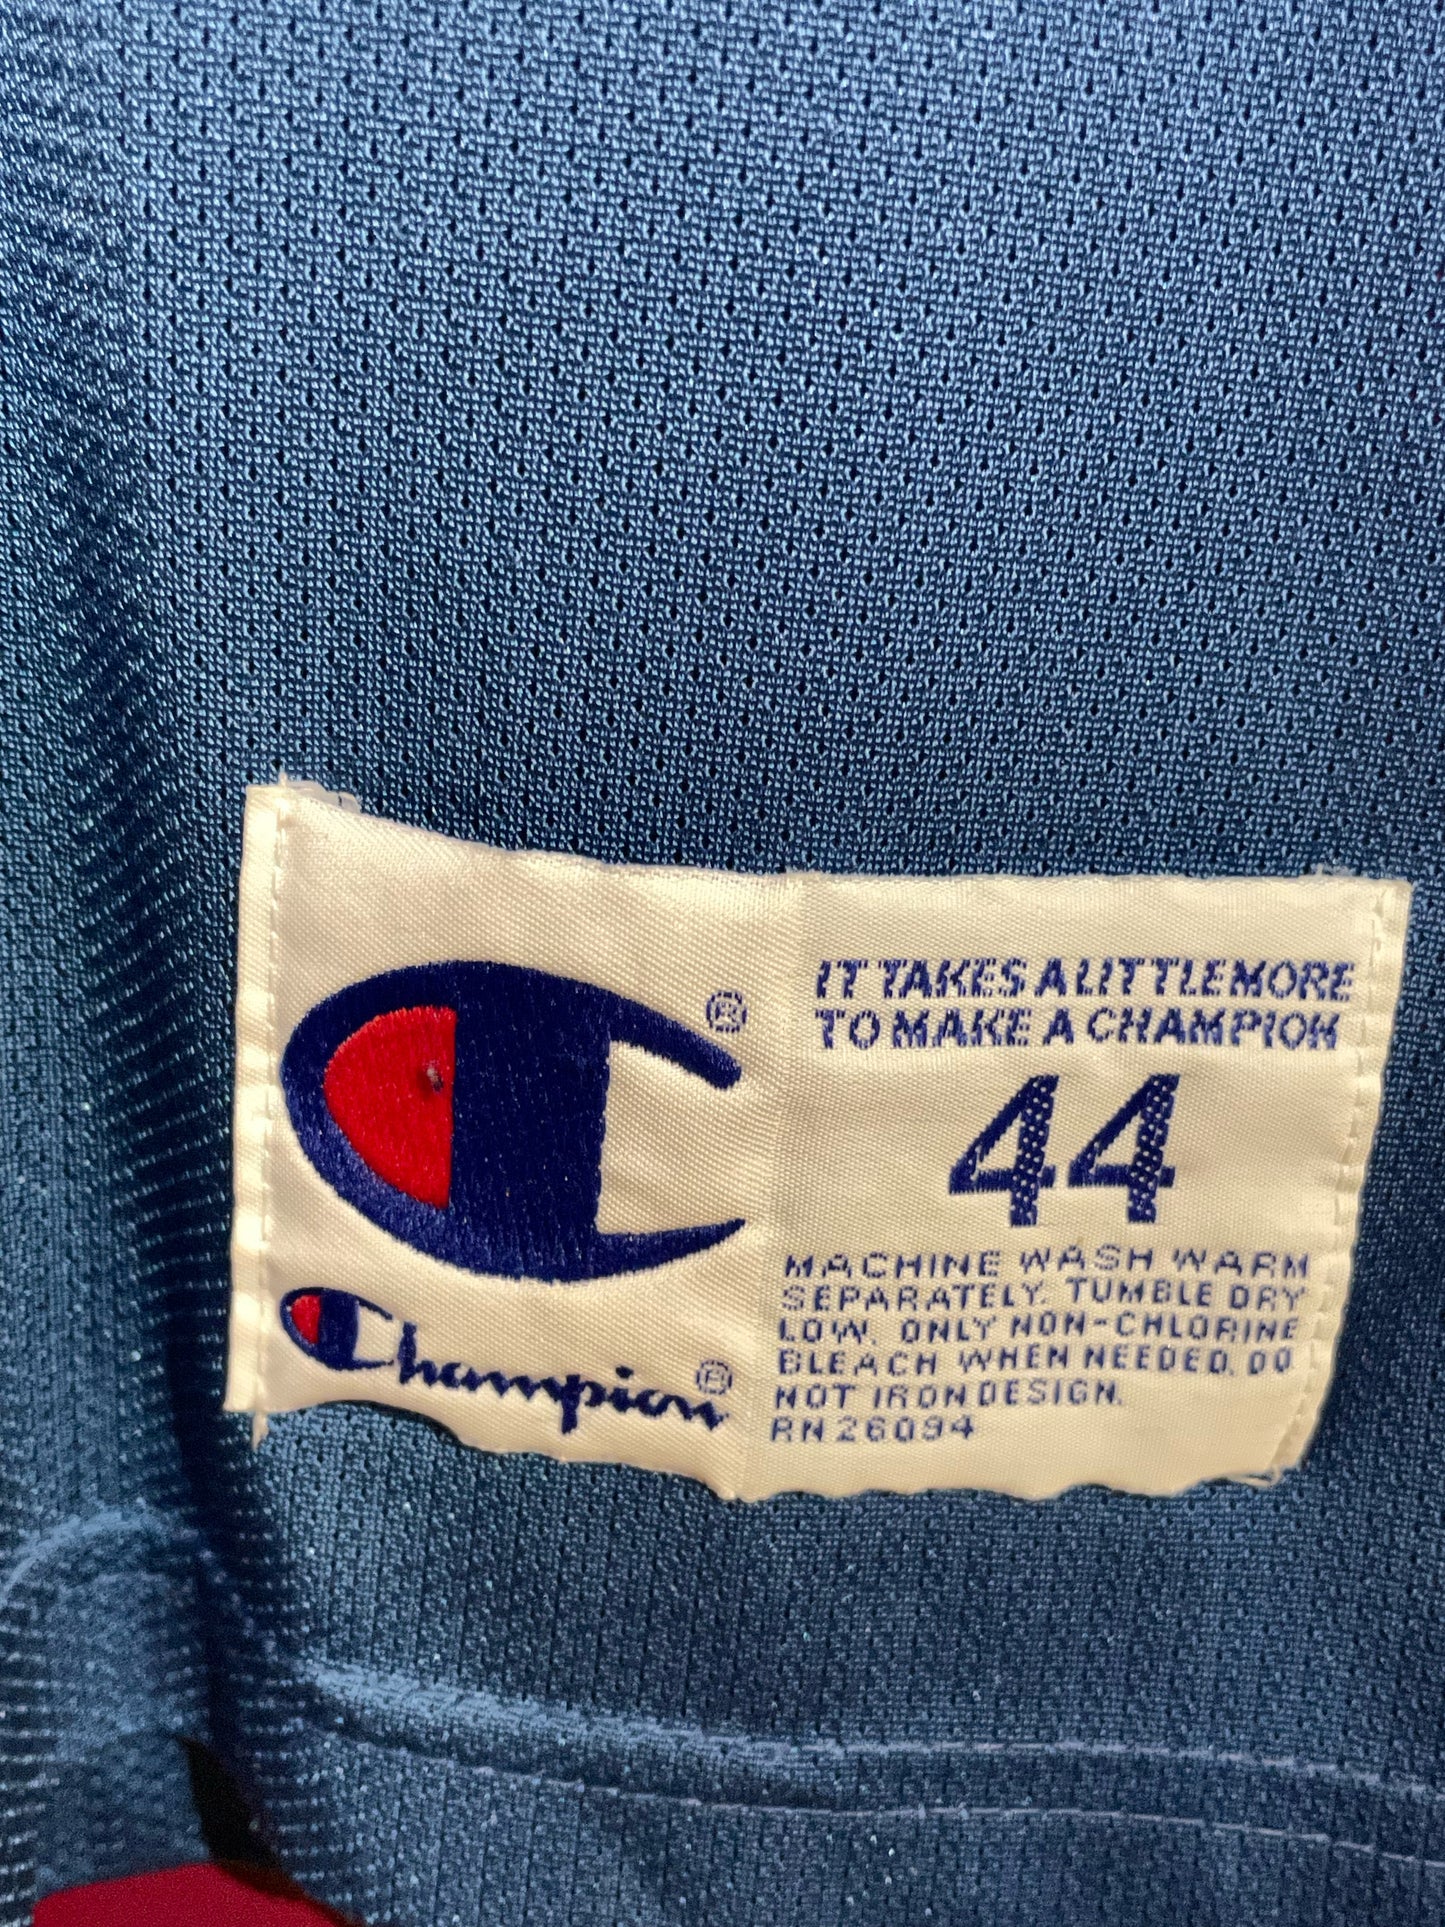 Champion
IT TAKES A LITTLE MORE
TO MAKE A CHAMPION
44
MACHINE WASH WARM
SEPARATELY. TUMBLE DRY
LOW. ONLY NON-CHLORINE
BLEACH WHEN NEEDED. DO
NOT IRON DESIGN.
RN 26094